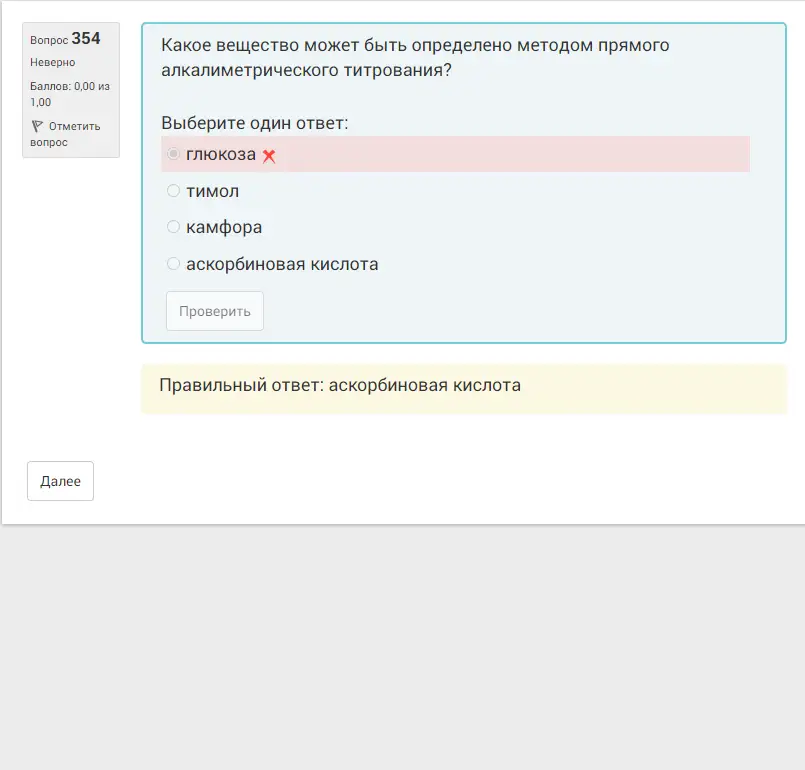 Вопрос 354
Неверно
Баллов: 0,00 из
1,00
Отметить
вопрос
Какое вещество может быть определено методом прямого
алкалиметрического титрования?
Выберите один ответ:
глюкоза
тимол
камфора
аскорбиновая кислота
Проверить
Правильный ответ: аскорбиновая кислота
Далее